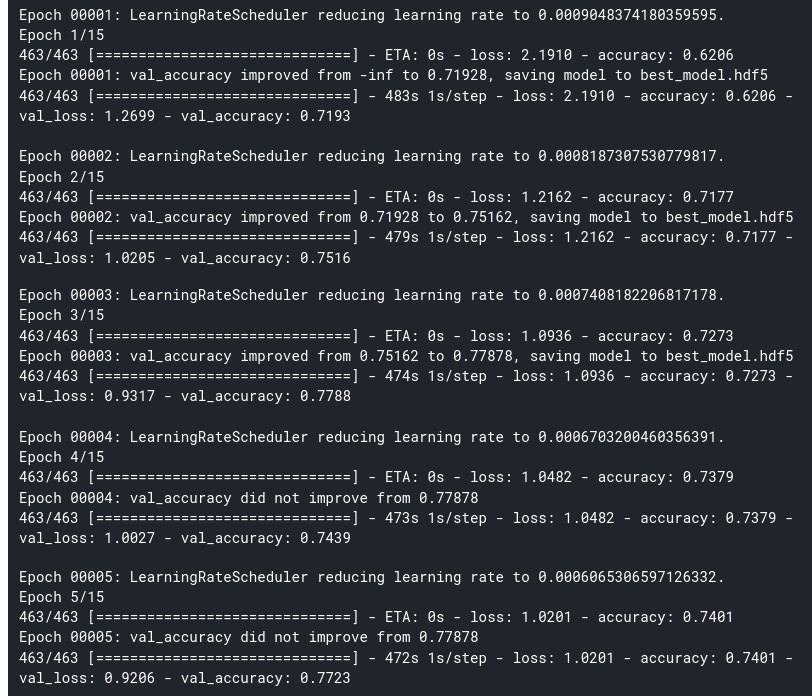 Epoch 00001: LearningRateScheduler reducing learning rate to 0.0009048374180359595.
Epoch 1/15
463/463 [==============================] - ETA: 0s - loss: 2.1910 - accuracy: 0.6206
Epoch 00001: val_accuracy improved from -inf to 0.71928, saving model to best_model.hdf5
463/463 [==============================] - 483s 1s/step - loss: 2.1910 - accuracy: 0.6206 -
val_loss: 1.2699 - val_accuracy: 0.7193
Epoch 00002: LearningRateScheduler reducing learning rate to 0.0008187307530779817.
Epoch 2/15
463/463 [==============================] - ETA: 0s - loss: 1.2162 - accuracy: 0.7177
Epoch 00002: val_accuracy improved from 0.71928 to 0.75162, saving model to best_model.hdf5
463/463 [==============================] - 479s 1s/step - loss: 1.2162 - accuracy: 0.7177 -
val_loss: 1.0205 - val_accuracy: 0.7516
Epoch 00003: LearningRateScheduler reducing learning rate to 0.0007408182206817178.
Epoch 3/15
463/463 [==============================] - ETA: 0s - loss: 1.0936 - accuracy: 0.7273
Epoch 00003: val_accuracy improved from 0.75162 to 0.77878, saving model to best_model.hdf5
463/463 [==============================] - 474s 1s/step - loss: 1.0936 - accuracy: 0.7273 -
val_loss: 0.9317 - val_accuracy: 0.7788
Epoch 00004: LearningRateScheduler reducing learning rate to 0.0006703200460356391.
Epoch 4/15
463/463 [==============================] - ETA: 0s - loss: 1.0482 - accuracy: 0.7379
Epoch 00004: val_accuracy did not improve from 0.77878
463/463 [==============================] - 473s 1s/step - loss: 1.0482 - accuracy: 0.7379 -
val_loss: 1.0027 - val_accuracy: 0.7439
Epoch 00005: LearningRateScheduler reducing learning rate to 0.0006065306597126332.
Epoch 5/15
463/463 [==============================] - ETA: 0s - loss: 1.0201 - accuracy: 0.7401
Epoch 00005: val_accuracy did not improve from 0.77878
463/463 [==============================] - 472s 1s/step - loss: 1.0201 - accuracy: 0.7401 -
val_loss: 0.9206 - val_accuracy: 0.7723